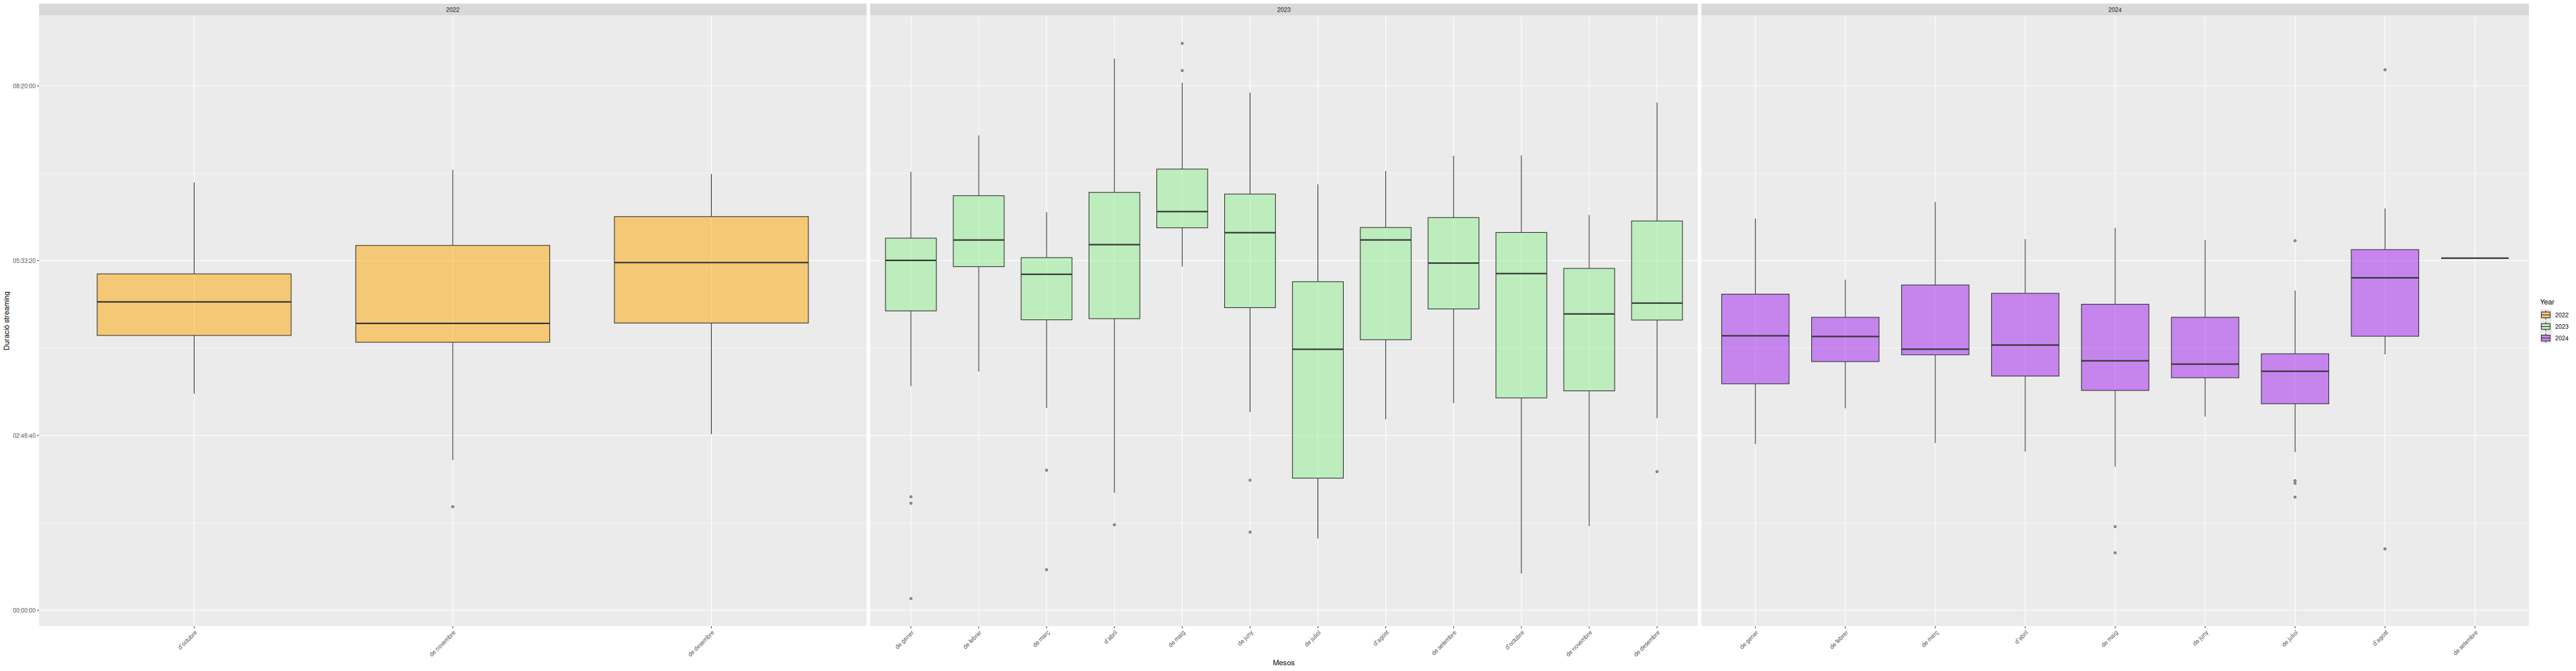 2022
2023
2024
Duració streaming
08:20:00
05:33:20
02:46:40
00:00:00
d'octubre
de novembre
de desembre
de gener
de febrer
de març
d'abril
de maig
de juny
de juliol
d'agost
de setembre
d'octubre
de novembre
de desembre
de gener
de febrer
de març
d'abril
de maig
de juny
de juliol
d'agost
de setembre
Mesos
Year
2022
2023
2024